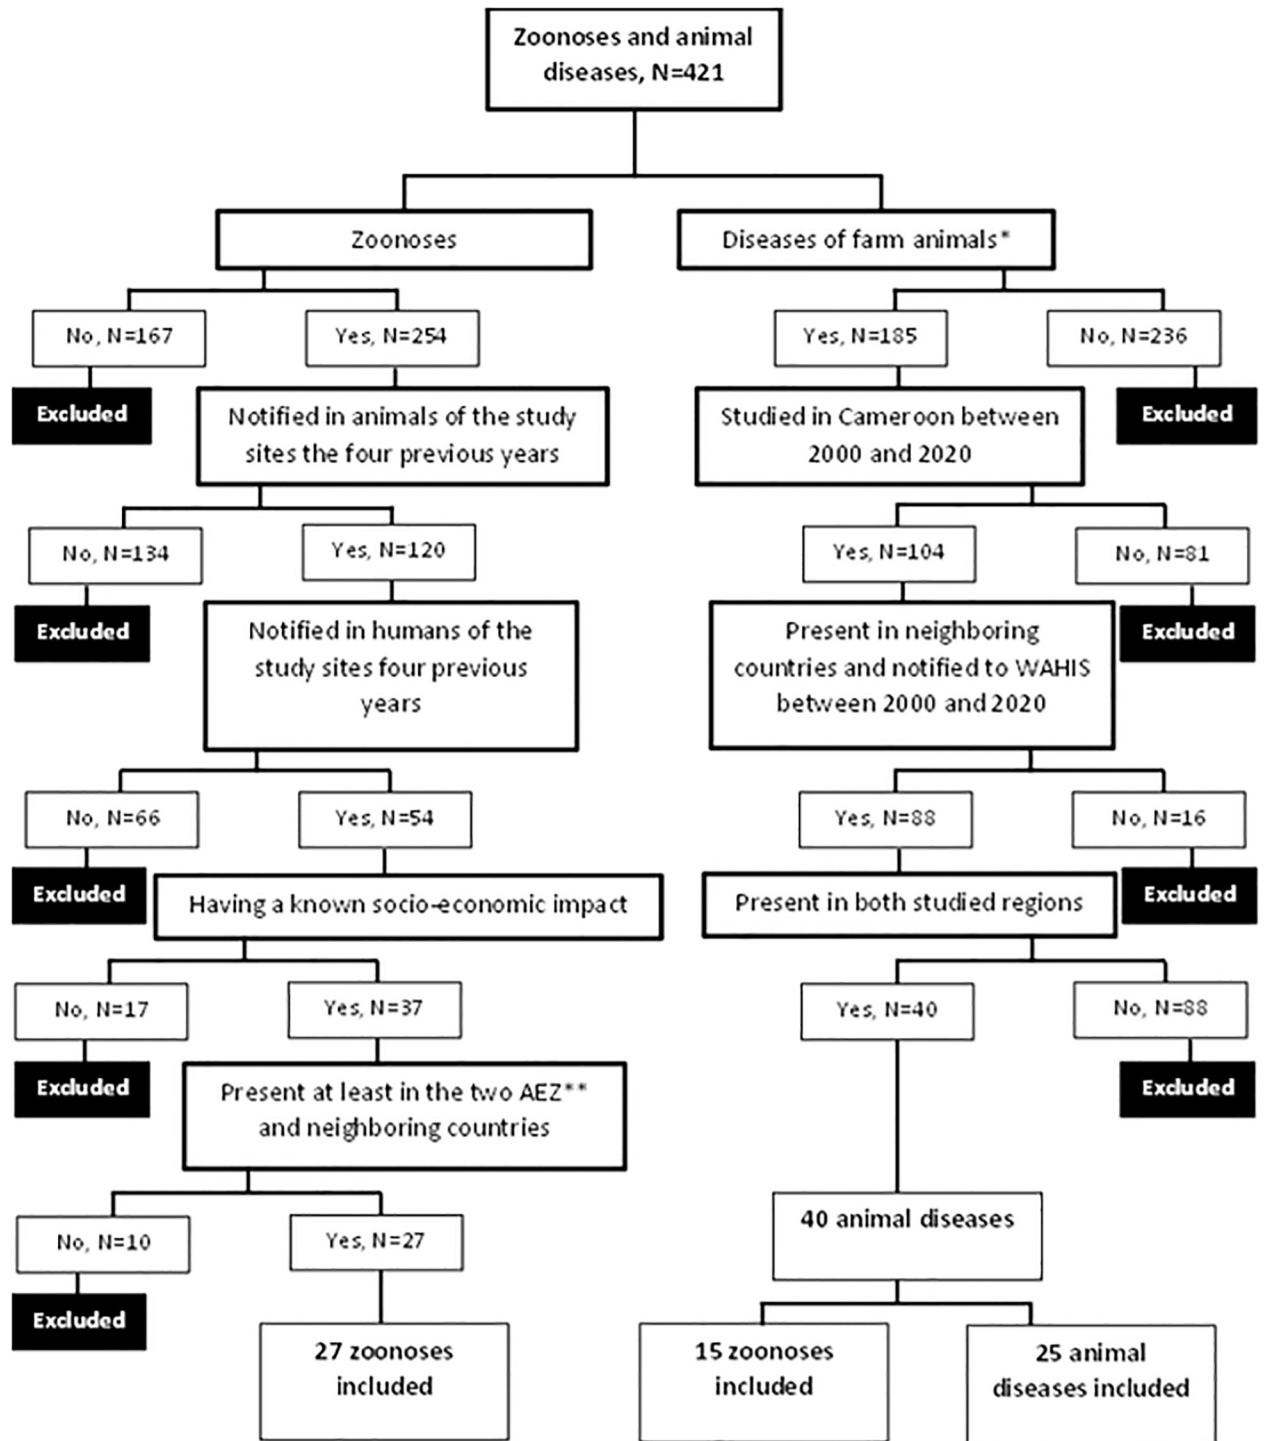 Zoonoses and animal
diseases, N=421
Zoonoses
Diseases of farm animals*
No, N=167
Yes, N=254
Yes, N=185
No, N=236
Excluded
Excluded
Notified in animals of the study
sites the four previous years
Studied in Cameroon between
2000 and 2020
No, N=134
Yes, N=120
Yes, N=104
No, N=81
Excluded
Excluded
Notified in humans of the
study sites four previous
years
Present in neighboring
countries and notified to WAHIS
between 2000 and 2020
No, N=66
Yes, N=54
Yes, N=88
No, N=16
Excluded
Excluded
Having a known socio-economic impact
Present in both studied regions
No, N=17
Yes, N=37
Yes, N=40
No, N=88
Excluded
Excluded
Present at least in the two AEZ**
and neighboring countries
No, N=10
Yes, N=27
40 animal diseases
Excluded
27 zoonoses
included
15 zoonoses
included
25 animal
diseases included